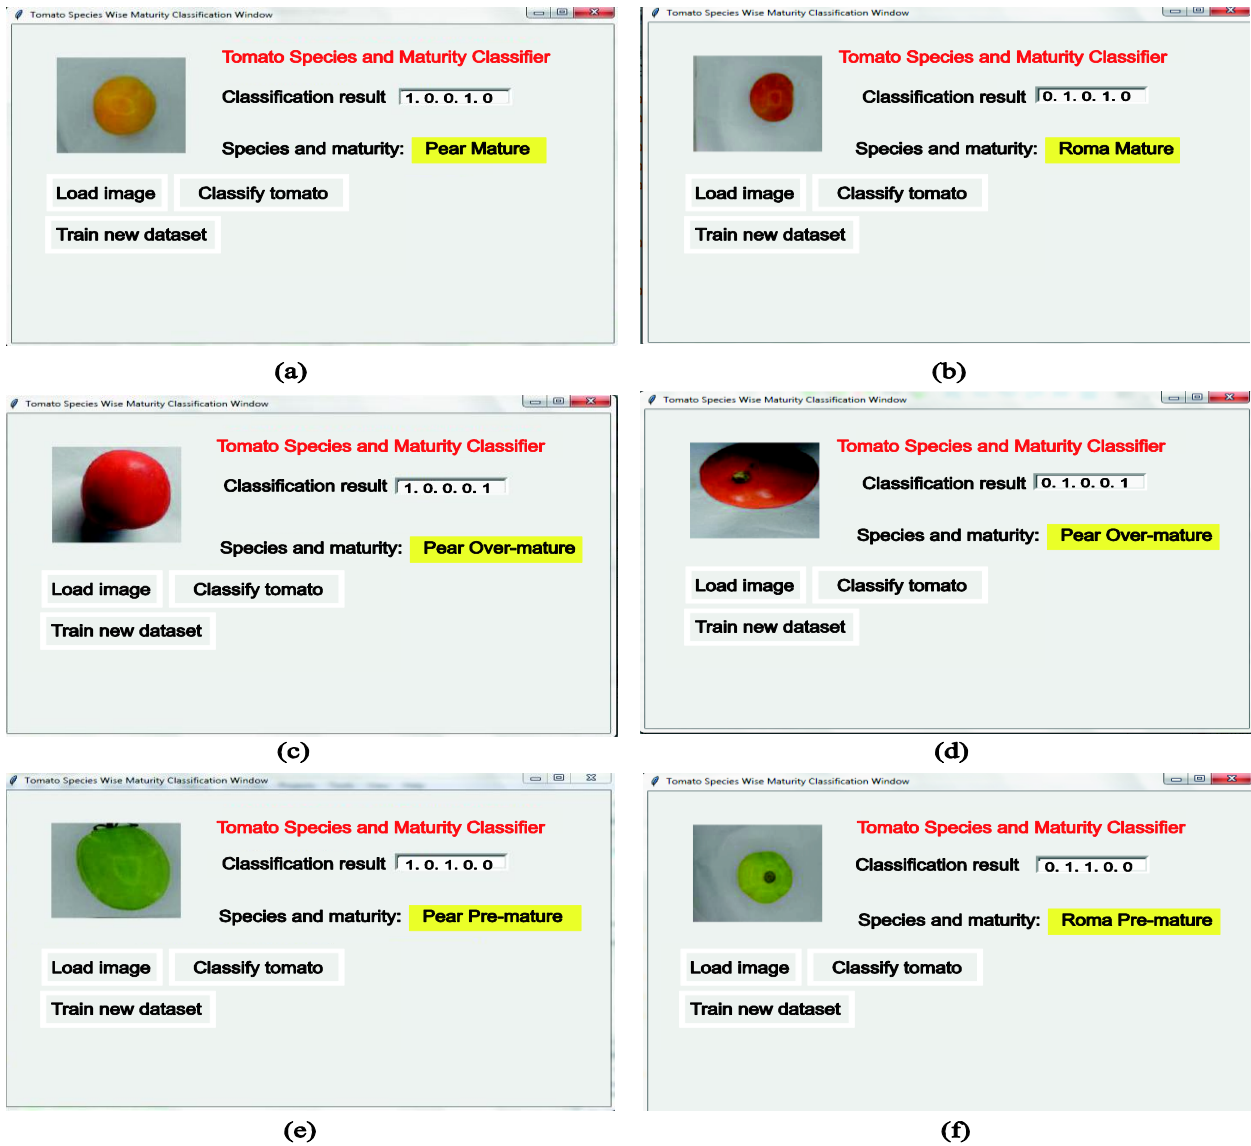 Tomato Species Wise Maturity Classification Window
Tomato Species and Maturity Classifier
Classification result 1. 0. 0. 1. 0
Species and maturity: Pear Mature
Load image Classify tomato
Train new dataset
(a)
Tomato Species Wise Maturity Classification Window
Tomato Species and Maturity Classifier
Classification result 0. 1. 0. 1. 0
Species and maturity: Roma Mature
Load image Classify tomato
Train new dataset
(b)
Tomato Species Wise Maturity Classification Window
Tomato Species and Maturity Classifier
Classification result 1. 0. 0. 0. 1
Species and maturity: Pear Over-mature
Load image Classify tomato
Train new dataset
(c)
Tomato Species Wise Maturity Classification Window
Tomato Species and Maturity Classifier
Classification result 0. 1. 0. 0. 1
Species and maturity: Pear Over-mature
Load image Classify tomato
Train new dataset
(d)
Tomato Species Wise Maturity Classification Window
Tomato Species and Maturity Classifier
Classification result 1. 0. 1. 0. 0
Species and maturity: Pear Pre-mature
Load image Classify tomato
Train new dataset
(e)
Tomato Species Wise Maturity Classification Window
Tomato Species and Maturity Classifier
Classification result 0. 1. 1. 0. 0
Species and maturity: Roma Pre-mature
Load image Classify tomato
Train new dataset
(f)